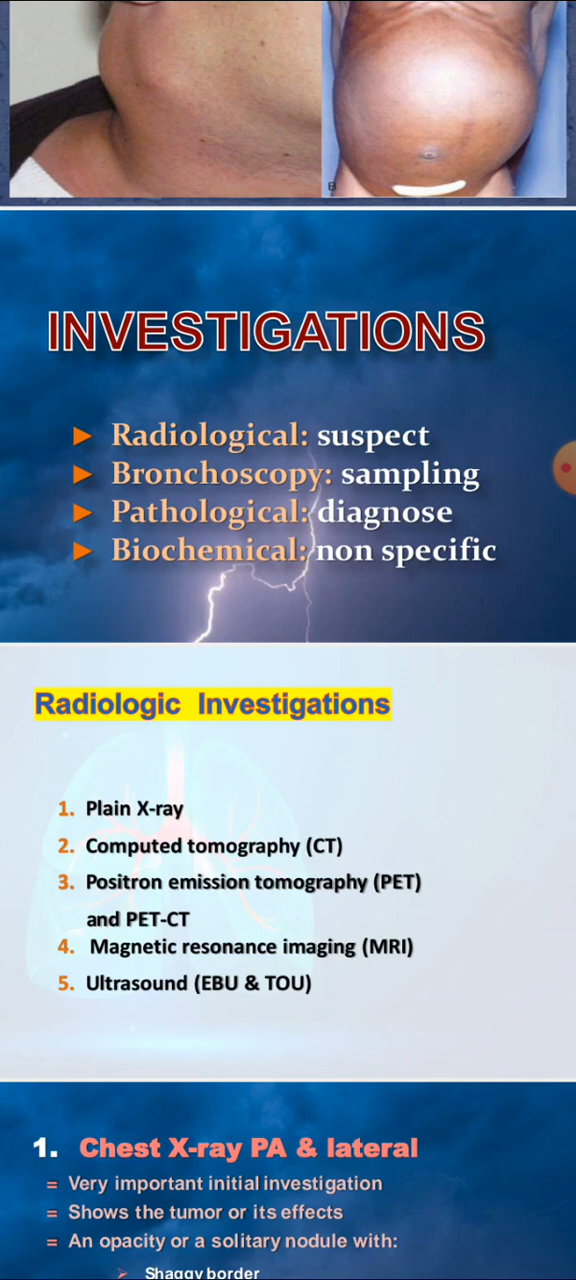 B
INVESTIGATIONS
► Radiological: suspect
► Bronchoscopy: sampling
► Pathological: diagnose
► Biochemical: non specific
Radiologic Investigations
1. Plain X-ray
2. Computed tomography (CT)
3. Positron emission tomography (PET)
and PET-CT
4. Magnetic resonance imaging (MRI)
5. Ultrasound (EBU & TOU)
1. Chest X-ray PA & lateral
= Very important initial investigation
= Shows the tumor or its effects
= An opacity or a solitary nodule with:
➢ Shaggy border